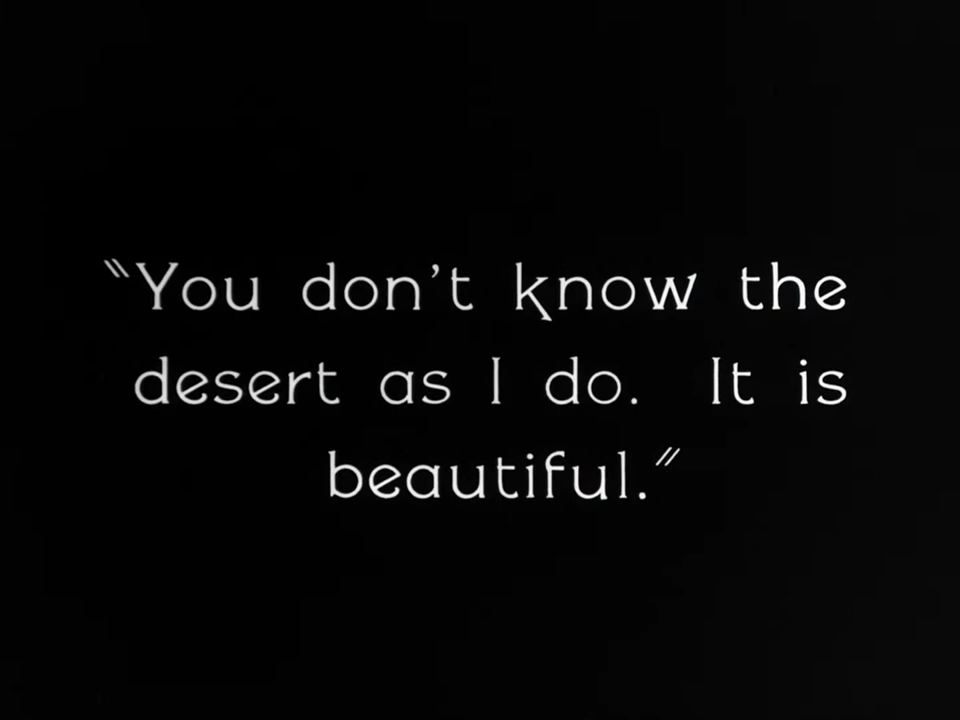 “You don’t know the
desert as I do. It is
beautiful.”